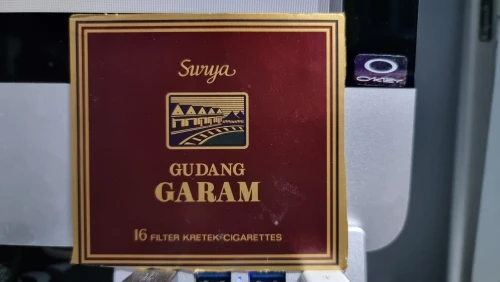 Surya
GUDANG
GARAM
16 FILTER KRETEK CIGARETTES